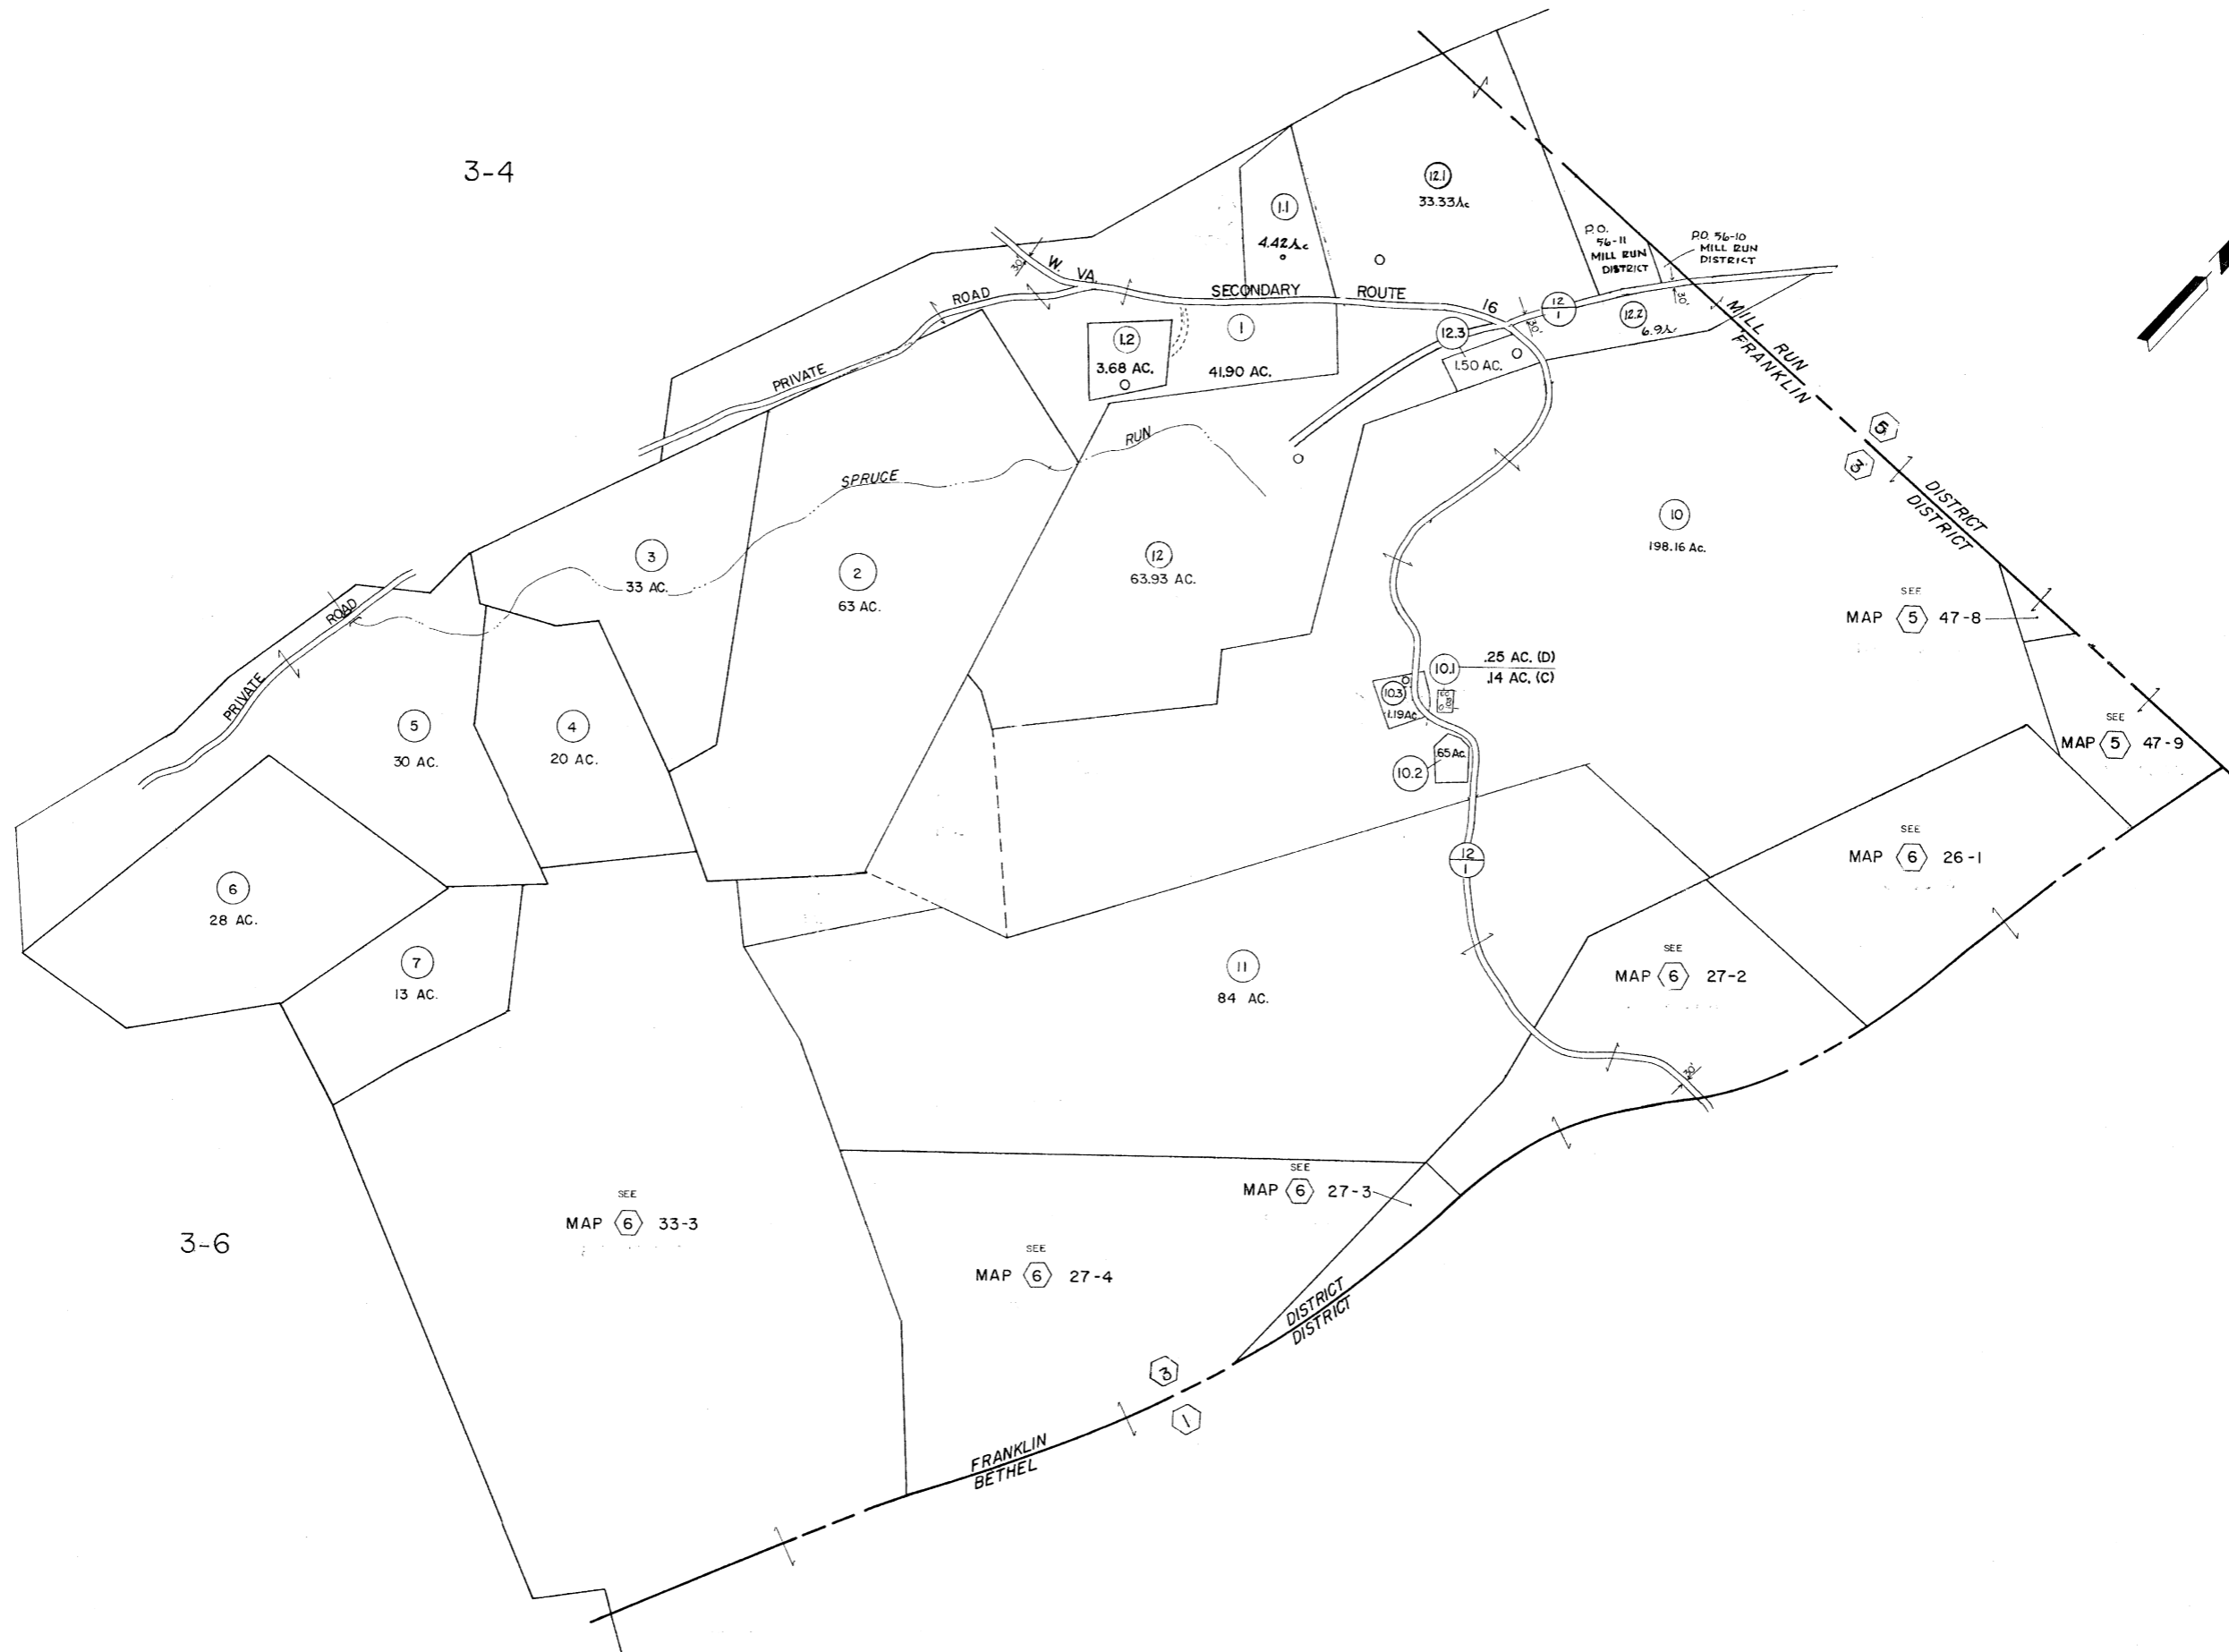 3-4
12.1
33.33Ac
1.1
4.42Ac
P.O.
56-11
MILL RUN
DISTRICT
P.O. 56-10
MILL RUN
DISTRICT
30'
W. VA. SECONDARY ROUTE 16
PRIVATE ROAD
12
1
30'
30'
12.2
6.9A
12.3
1.50 AC.
1.2
3.68 AC.
1
41.90 AC.
MILL RUN DISTRICT
FRANKLIN DISTRICT
5
3
SPRUCE RUN
3
33 AC.
2
63 AC.
12
63.93 AC.
10
198.16 Ac.
SEE
MAP 5 47-8
PRIVATE ROAD
10.1
.25 AC. (D)
.14 AC. (C)
10.3
1.19Ac
.65Ac.
10.2
SEE
MAP 5 47-9
5
30 AC.
4
20 AC.
12
1
SEE
MAP 6 26-1
6
28 AC.
7
13 AC.
11
84 AC.
SEE
MAP 6 27-2
30'
SEE
MAP 6 27-3
SEE
MAP 6 33-3
3-6
SEE
MAP 6 27-4
FRANKLIN DISTRICT
BETHEL DISTRICT
3
1